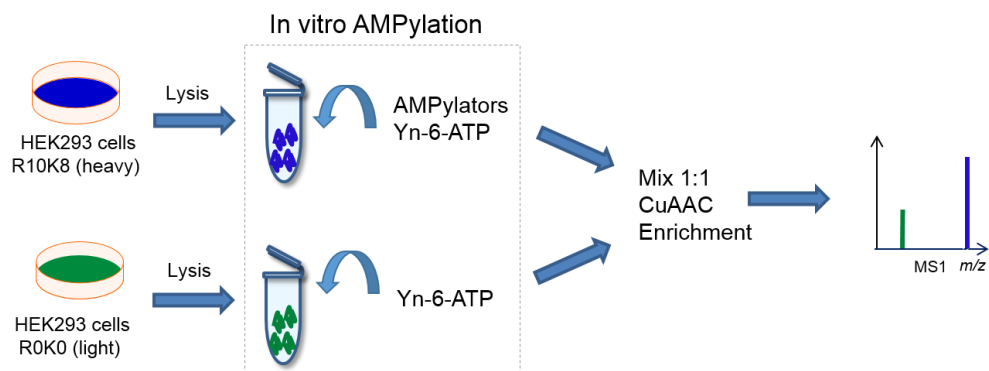 In vitro AMPylation
Lysis
HEK293 cells
R10K8 (heavy)
AMPylators
Yn-6-ATP
Mix 1:1
CuAAC
Enrichment
Lysis
HEK293 cells
R0K0 (light)
Yn-6-ATP
MS1
m/z